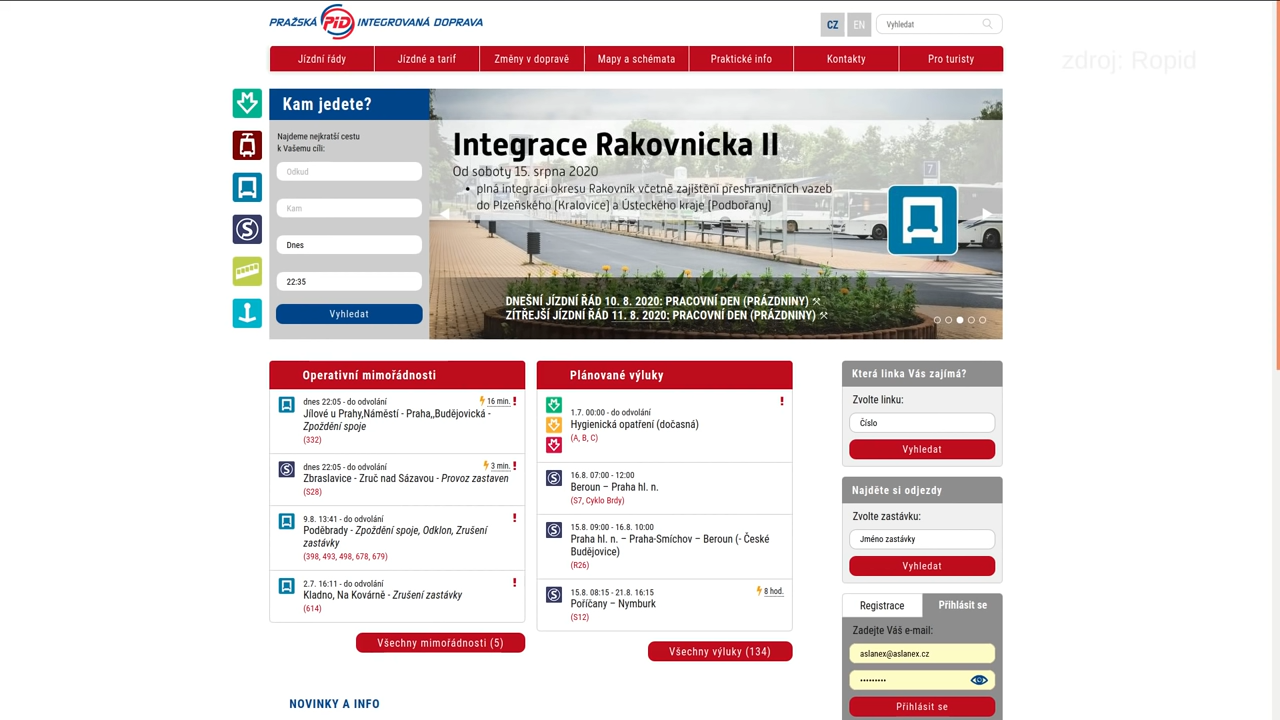 PRAŽSKÁ PID INTEGROVANÁ DOPRAVA
CZ EN Vyhledat
zdroj: Ropid
Jízdní řády Jízdné a tarif Změny v dopravě Mapy a schémata Praktické info Kontakty Pro turisty
Kam jedete?
Najdeme nejkratší cestu
k Vašemu cíli:
Odkud
Kam
Dnes
22:35
Vyhledat
Integrace Rakovnicka II
Od soboty 15. srpna 2020
• plná integraci okresu Rakovník včetně zajištění přeshraničních vazeb
do Plzeňského (Kralovice) a Ústeckého kraje (Podbořany)
7
DNEŠNÍ JÍZDNÍ ŘÁD 10. 8. 2020: PRACOVNÍ DEN (PRÁZDNINY) ⚒
ZÍTŘEJŠÍ JÍZDNÍ ŘÁD 11. 8. 2020: PRACOVNÍ DEN (PRÁZDNINY) ⚒
Operativní mimořádnosti
dnes 22:05 - do odvolání 16 min. !
Jílové u Prahy,Náměstí - Praha,,Budějovická -
Zpoždění spoje
(332)
dnes 22:05 - do odvolání 3 min. !
Zbraslavice - Zruč nad Sázavou - Provoz zastaven
(S28)
9.8. 13:41 - do odvolání !
Poděbrady - Zpoždění spoje, Odklon, Zrušení
zastávky
(398, 493, 498, 678, 679)
2.7. 16:11 - do odvolání !
Kladno, Na Kovárně - Zrušení zastávky
(614)
Všechny mimořádnosti (5)
Plánované výluky
!
1.7. 00:00 - do odvolání
Hygienická opatření (dočasná)
(A, B, C)
16.8. 07:00 - 12:00
Beroun – Praha hl. n.
(S7, Cyklo Brdy)
15.8. 09:00 - 16.8. 10:00
Praha hl. n. – Praha-Smíchov – Beroun (- České
Budějovice)
(R26)
15.8. 08:15 - 21.8. 16:15 8 hod.
Poříčany – Nymburk
(S12)
Všechny výluky (134)
Která linka Vás zajímá?
Zvolte linku:
Číslo
Vyhledat
Najděte si odjezdy
Zvolte zastávku:
Jméno zastávky
Vyhledat
Registrace Přihlásit se
Zadejte Váš e-mail:
aslanex@aslanex.cz
•••••••••
Přihlásit se
NOVINKY A INFO